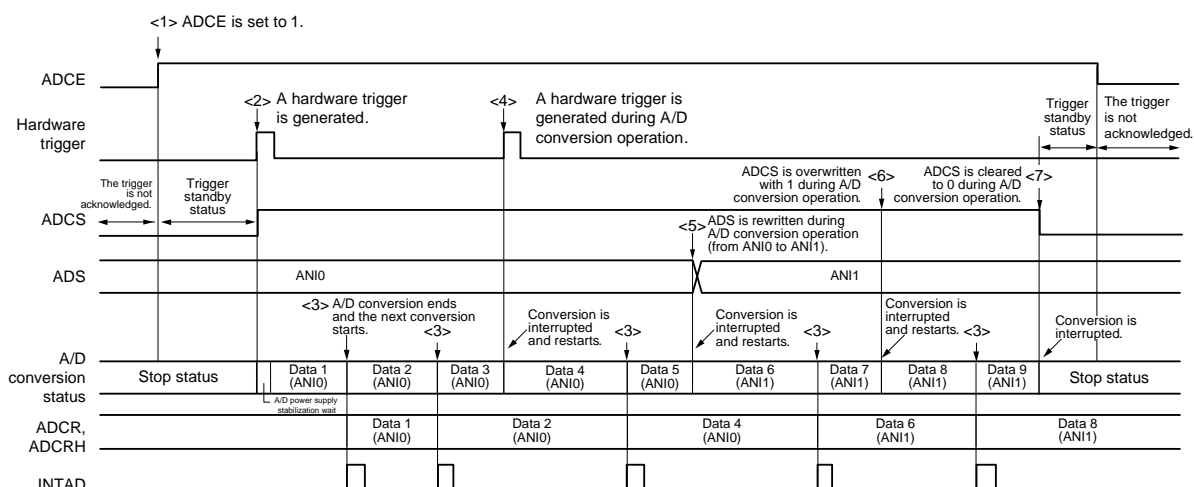 <1> ADCE is set to 1.
ADCE
<2> A hardware trigger
is generated.
<4> A hardware trigger is
generated during A/D
conversion operation.
Trigger
standby
status
The trigger
is not
acknowledged.
Hardware
trigger
The trigger
is not
acknowledged.
Trigger
standby
status
ADCS is overwritten
with 1 during A/D
conversion operation.
<6>
ADCS is cleared
to 0 during A/D
conversion operation.
<7>
ADCS
<5> ADS is rewritten during
A/D conversion operation
(from ANI0 to ANI1).
ADS
ANI0
ANI1
<3> A/D conversion ends
and the next conversion
starts.
<3>
Conversion is
interrupted
and restarts.
<3>
Conversion is
interrupted
and restarts.
<3>
Conversion is
interrupted
and restarts.
<3>
Conversion is
interrupted.
A/D
conversion
status
Stop status
A/D power supply
stabilization wait
Data 1
(ANI0)
Data 2
(ANI0)
Data 3
(ANI0)
Data 4
(ANI0)
Data 5
(ANI0)
Data 6
(ANI1)
Data 7
(ANI1)
Data 8
(ANI1)
Data 9
(ANI1)
Stop status
ADCR,
ADCRH
Data 1
(ANI0)
Data 2
(ANI0)
Data 4
(ANI0)
Data 6
(ANI1)
Data 8
(ANI1)
INTAD